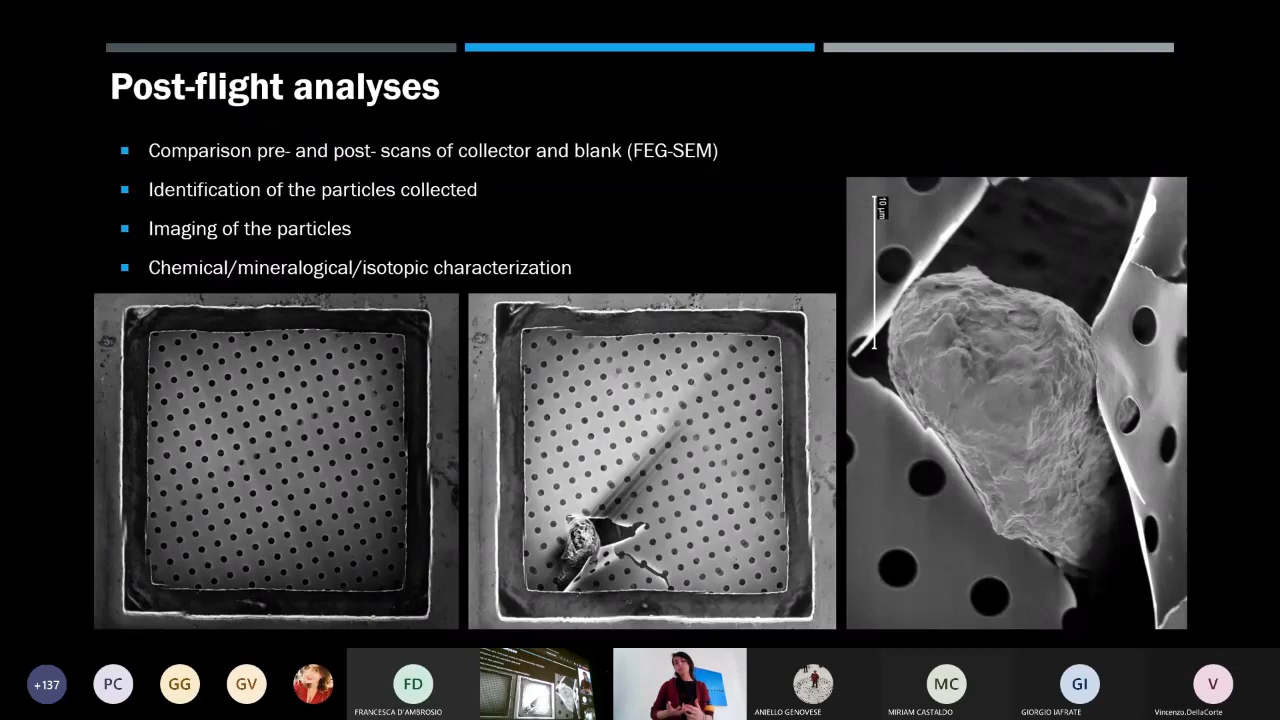 Post-flight analyses
Comparison pre- and post- scans of collector and blank (FEG-SEM)
Identification of the particles collected
Imaging of the particles
Chemical/mineralogical/isotopic characterization
10 µm
+137
PC
GG
GV
FD
FRANCESCA D'AMBROSIO
ANIELLO GENOVESE
MC
MIRIAM CASTALDO
GI
GIORGIO IAFRATE
V
Vincenzo.DellaCorte